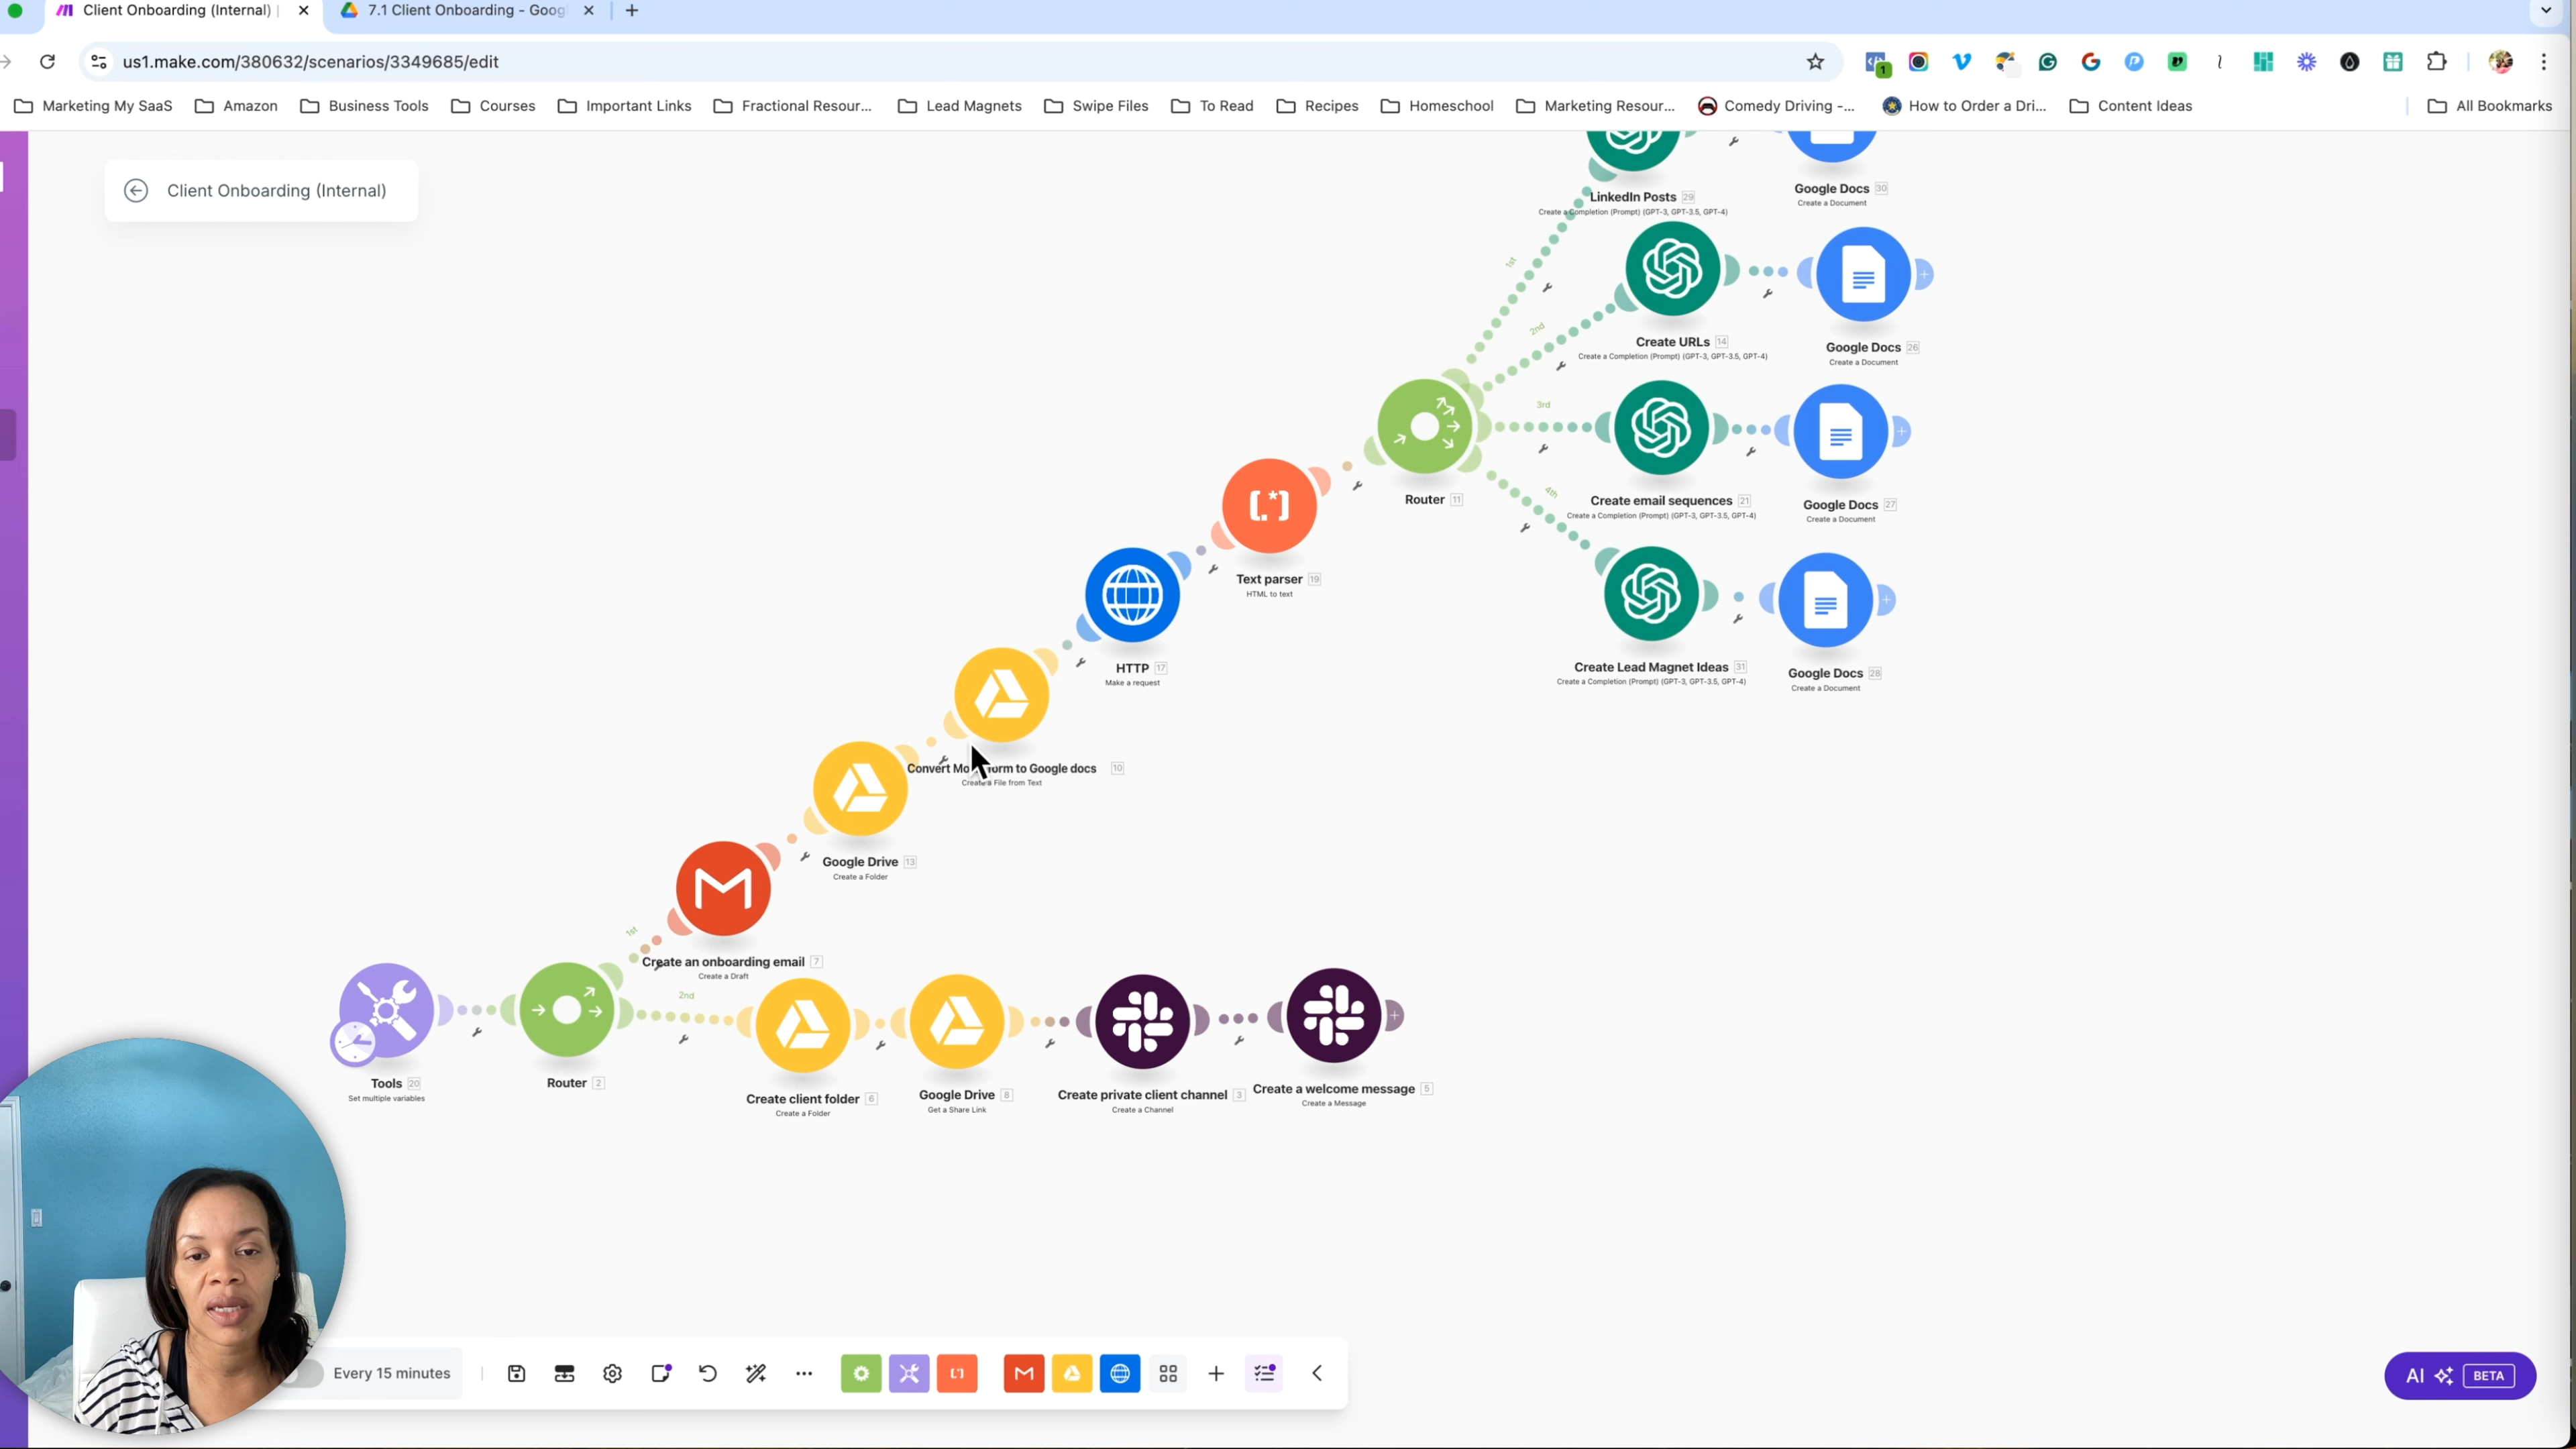 Client Onboarding (Internal) |
7.1 Client Onboarding - Goog
us1.make.com/380632/scenarios/3349685/edit
1
Marketing My SaaS
Amazon
Business Tools
Courses
Important Links
Fractional Resour...
Lead Magnets
Swipe Files
To Read
Recipes
Homeschool
Marketing Resour...
Comedy Driving -...
How to Order a Dri...
Content Ideas
All Bookmarks
Client Onboarding (Internal)
LinkedIn Posts 29
Create a Completion (Prompt) (GPT-3, GPT-3.5, GPT-4)
Google Docs 30
Create a Document
1st
2nd
Create URLs 14
Create a Completion (Prompt) (GPT-3, GPT-3.5, GPT-4)
Google Docs 26
Create a Document
3rd
4th
Router 11
Create email sequences 21
Create a Completion (Prompt) (GPT-3, GPT-3.5, GPT-4)
Google Docs 27
Create a Document
Text parser 19
HTML to text
HTTP 17
Make a request
Create Lead Magnet Ideas 31
Create a Completion (Prompt) (GPT-3, GPT-3.5, GPT-4)
Google Docs 28
Create a Document
Convert to Google docs 10
Create a File from Text
Google Drive 13
Create a Folder
1st
Create an onboarding email 7
Create a Draft
2nd
Tools 20
Set multiple variables
Router 2
Create client folder 6
Create a Folder
Google Drive 8
Get a Share Link
Create private client channel 3
Create a Channel
Create a welcome message 5
Create a Message
Every 15 minutes
AI BETA